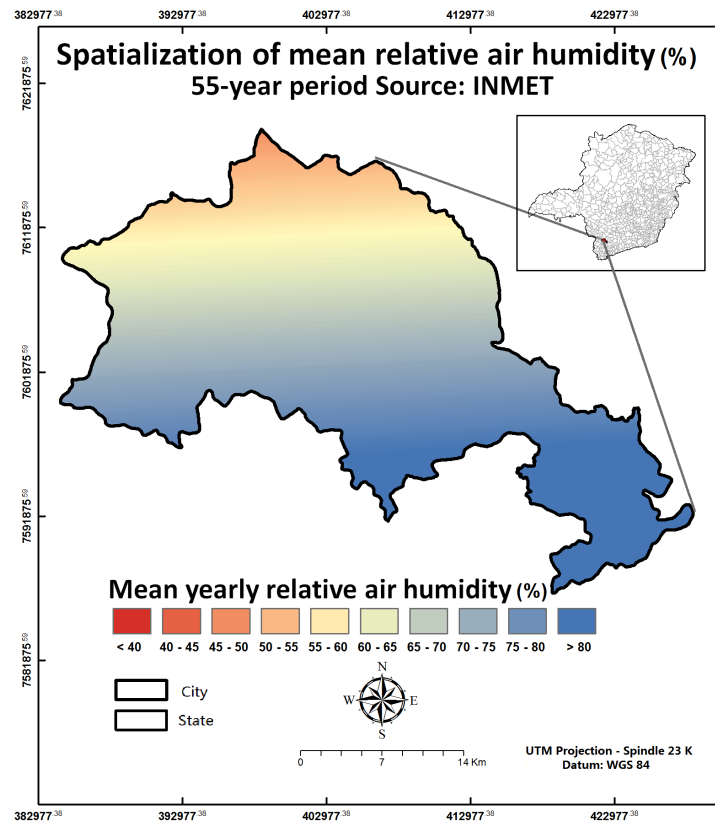 382977.38 392977.38 402977.38 412977.38 422977.38
Spatialization of mean relative air humidity (%)
55-year period Source: INMET
7621875.59
7611875.59
7601875.59
7591875.59
7581875.59
Mean yearly relative air humidity (%)
< 40 40 - 45 45 - 50 50 - 55 55 - 60 60 - 65 65 - 70 70 - 75 75 - 80 > 80
City
State
N
W E
S
0 7 14 Km
UTM Projection - Spindle 23 K
Datum: WGS 84
382977.38 392977.38 402977.38 412977.38 422977.38